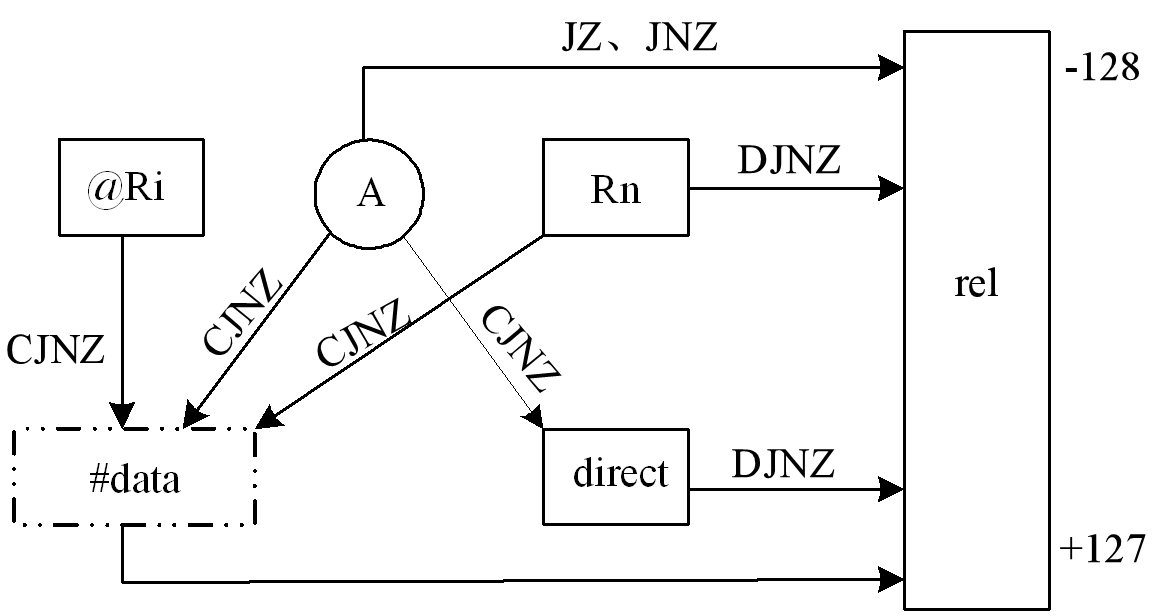 JZ、JNZ
-128
@Ri
A
Rn
DJNZ
rel
CJNZ
CJNZ
CJNZ
CJNZ
#data
direct
DJNZ
+127